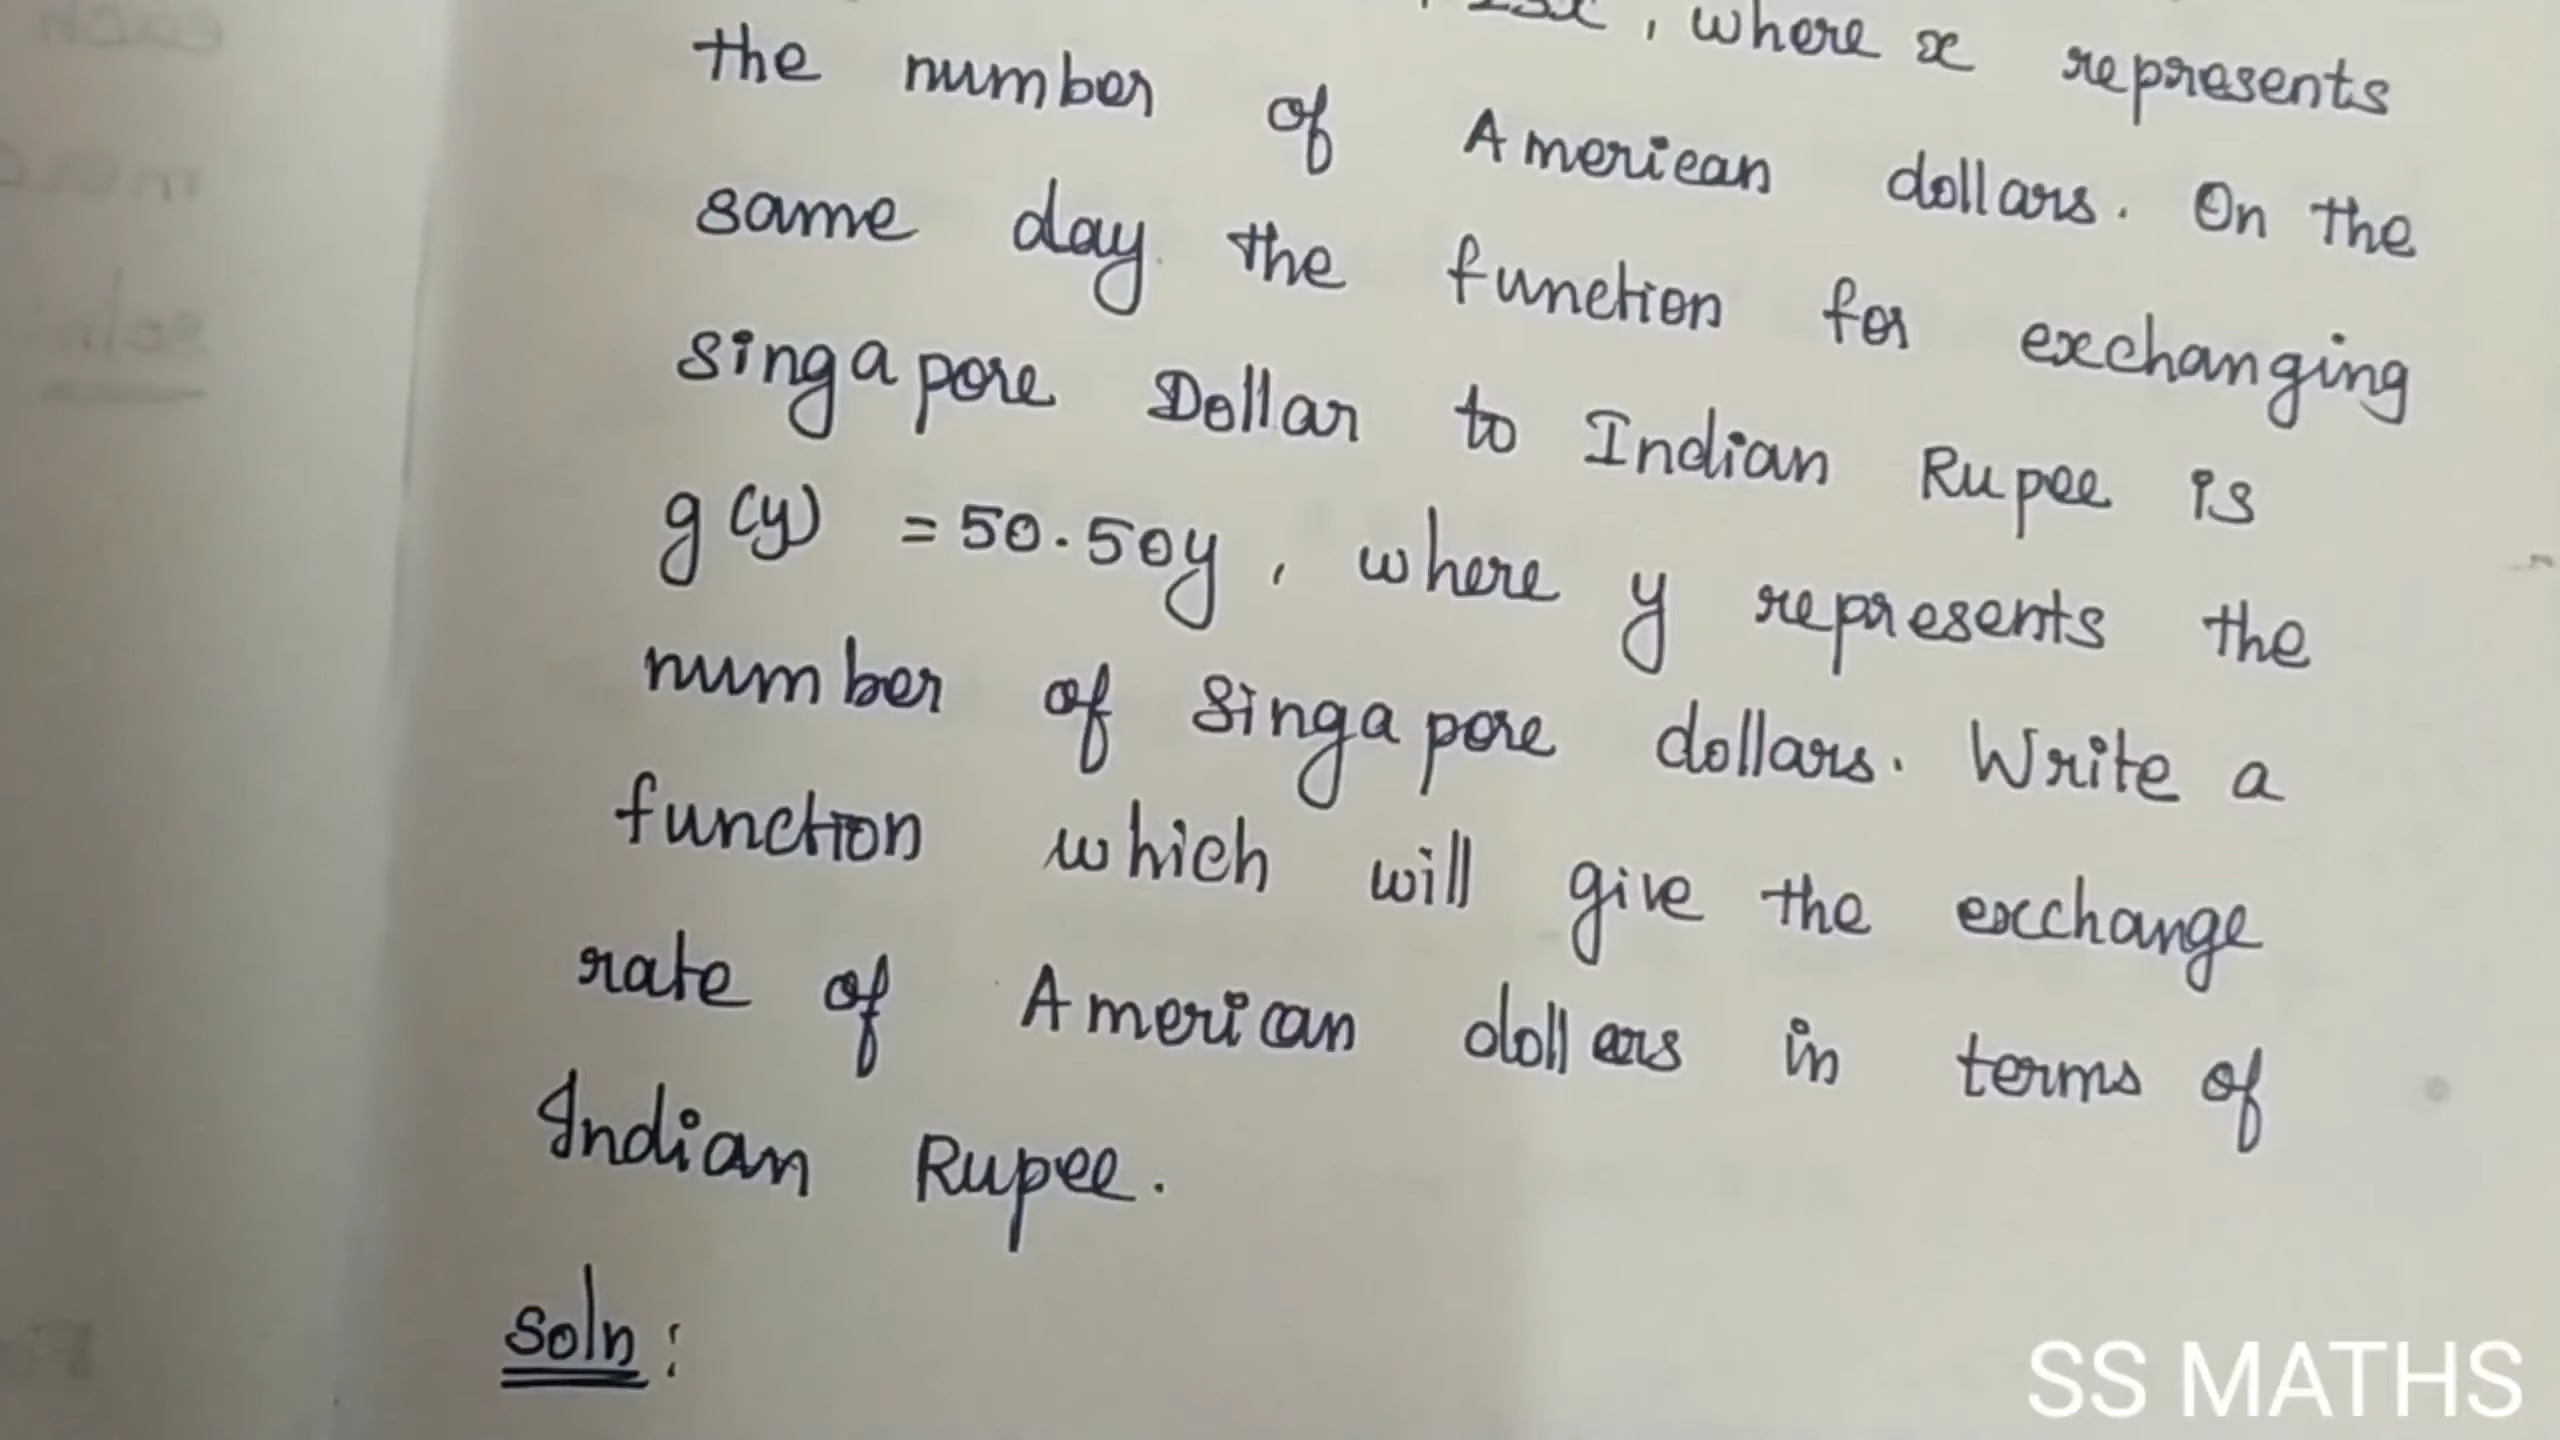 , where x represents
the number of American dollars. On the
same day the function for exchanging
singapore Dollar to Indian Rupee is
g(y) = 50.50y, where y represents the
number of Singapore dollars. Write a
function which will give the exchange
rate of American dollars in terms of
Indian Rupee.
Soln:
each
soln
SS MATHS